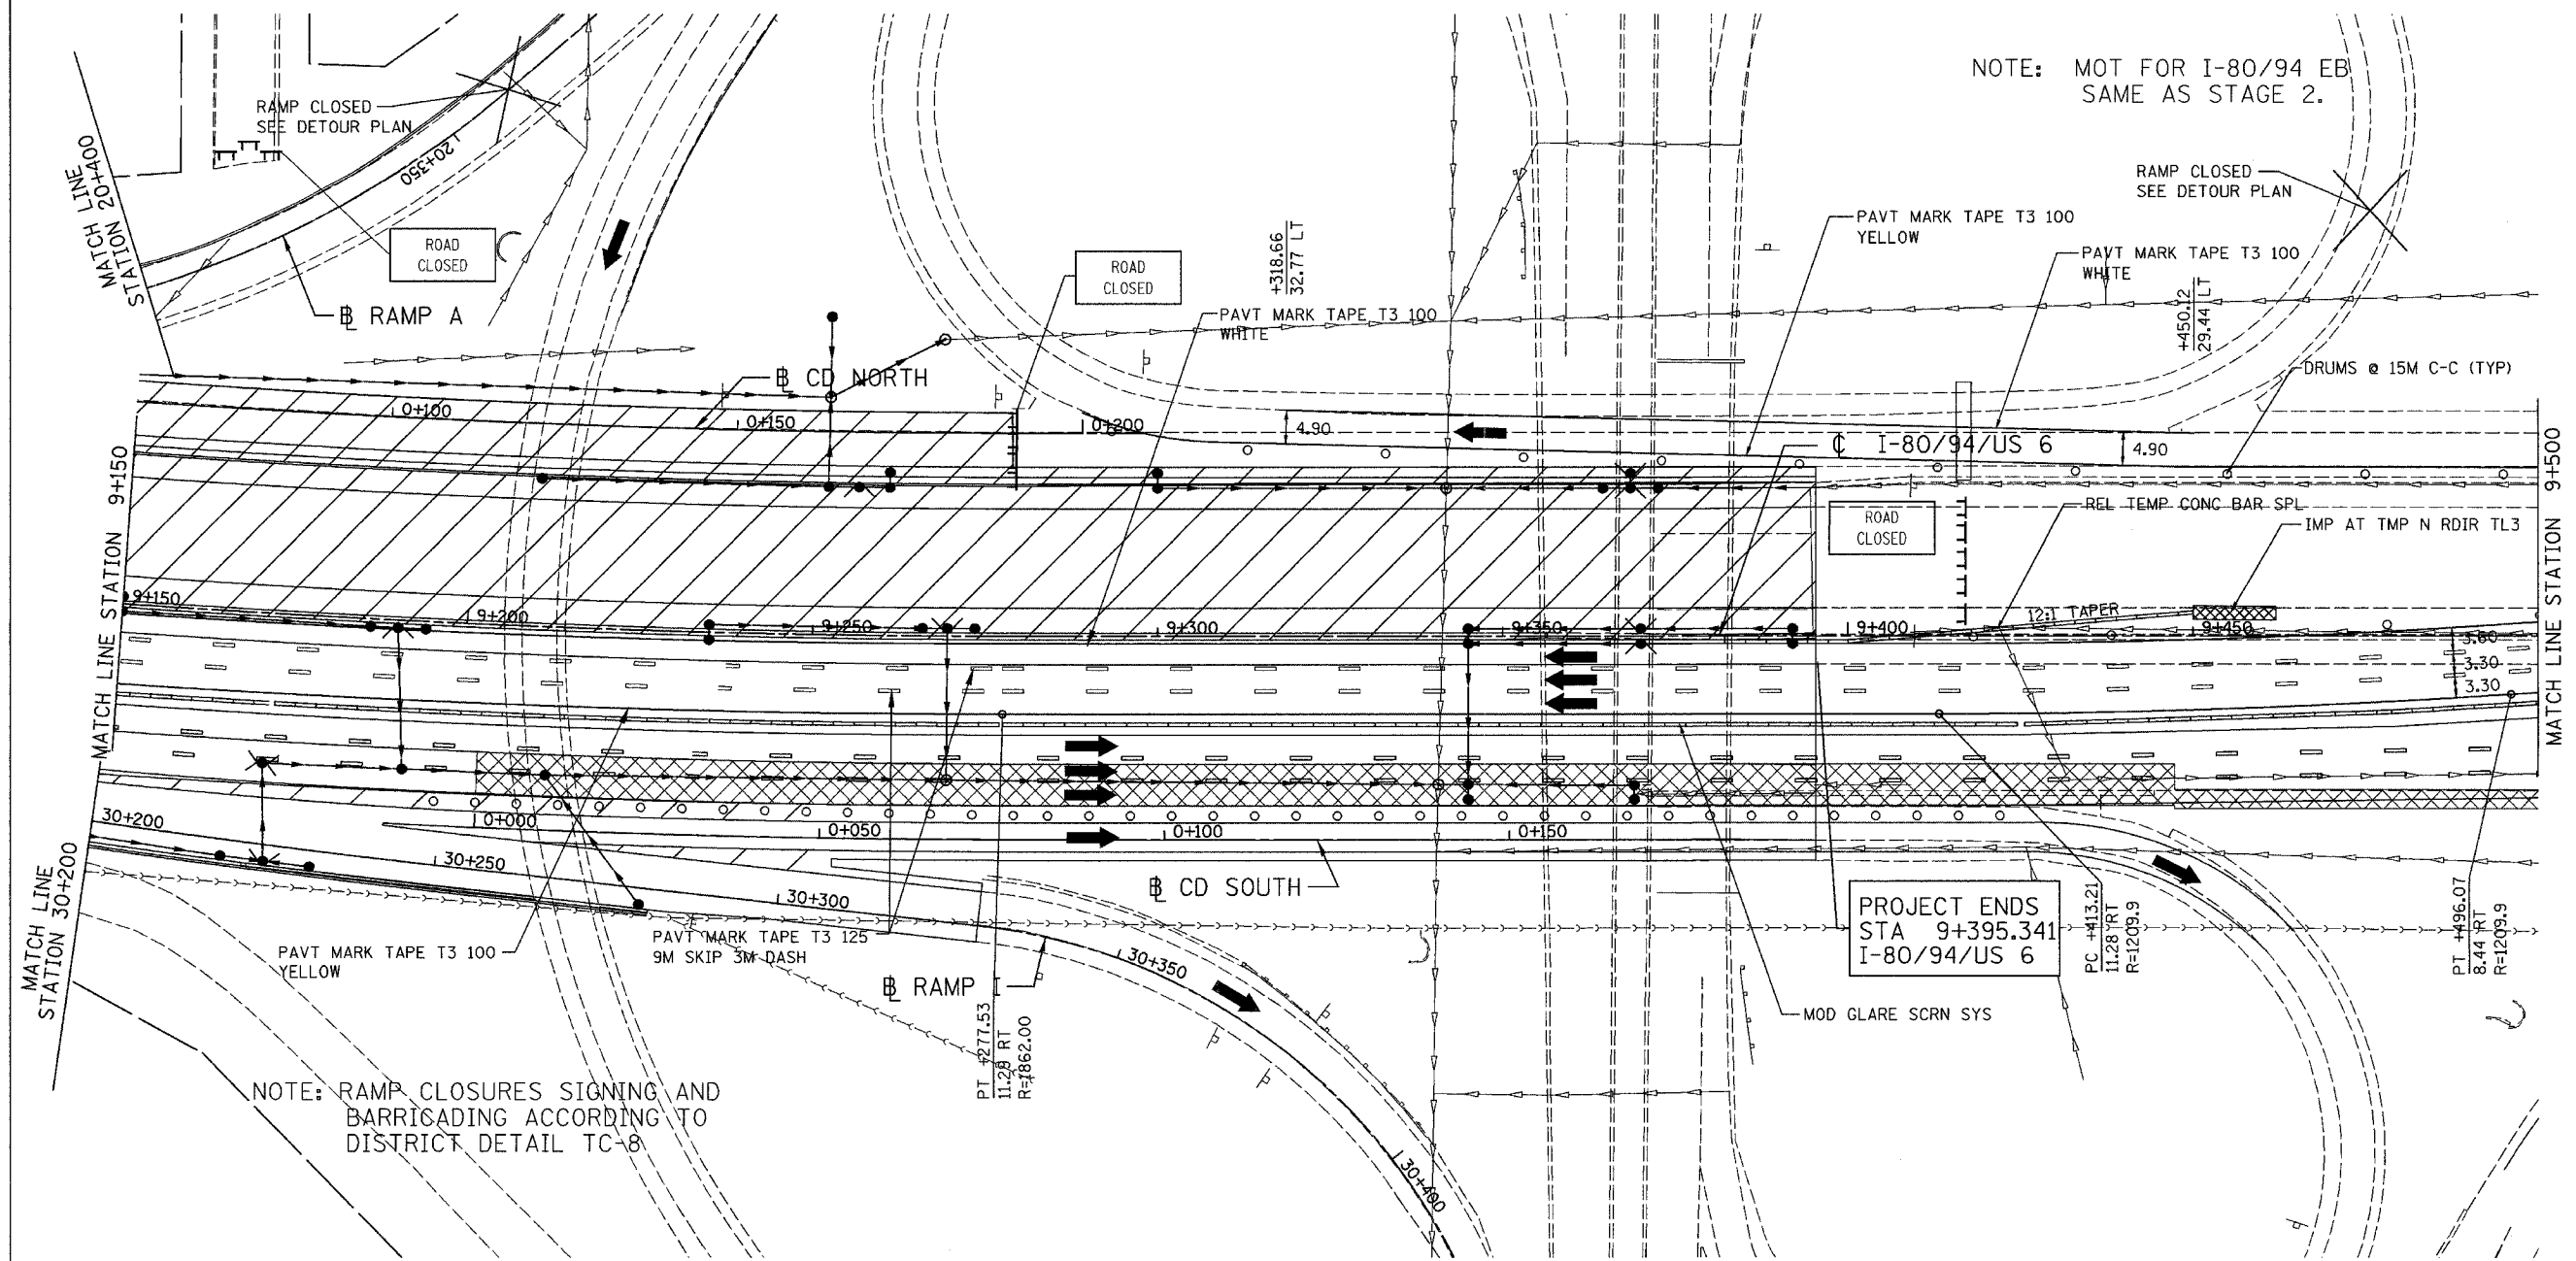 NOTE: MOT FOR I-80/94 EB
SAME AS STAGE 2.
RAMP CLOSED
SEE DETOUR PLAN
MATCH LINE
STATION 20+400
20+350
ROAD
CLOSED
℄ RAMP A
RAMP CLOSED
SEE DETOUR PLAN
PAVT MARK TAPE T3 100
YELLOW
PAVT MARK TAPE T3 100
WHITE
ROAD
CLOSED
+318.66
32.77 LT
PAVT MARK TAPE T3 100
WHITE
+450.12
29.44 LT
DRUMS @ 15M C-C (TYP)
B CD NORTH
0+100
0+150
0+200
4.90
℄ I-80/94/US 6
4.90
MATCH LINE STATION 9+150
MATCH LINE STATION 9+500
ROAD
CLOSED
REL TEMP CONC BAR SPL
IMP AT TMP N RDIR TL3
12:1 TAPER
9+150
9+200
9+250
9+300
9+350
9+400
9+450
3.60
3.30
3.30
30+200
0+000
0+050
0+100
0+150
MATCH LINE
STATION 30+200
30+250
30+300
B CD SOUTH
PAVT MARK TAPE T3 100
YELLOW
PAVT MARK TAPE T3 125
9M SKIP 3M DASH
B RAMP I
30+350
30+400
PROJECT ENDS
STA 9+395.341
I-80/94/US 6
PC +413.21
11.28 RT
R=1209.9
PT +496.07
8.44 RT
R=1209.9
PT +277.53
11.28 RT
R=1862.00
MOD GLARE SCRN SYS
NOTE: RAMP CLOSURES SIGNING AND
BARRICADING ACCORDING TO
DISTRICT DETAIL TC-8